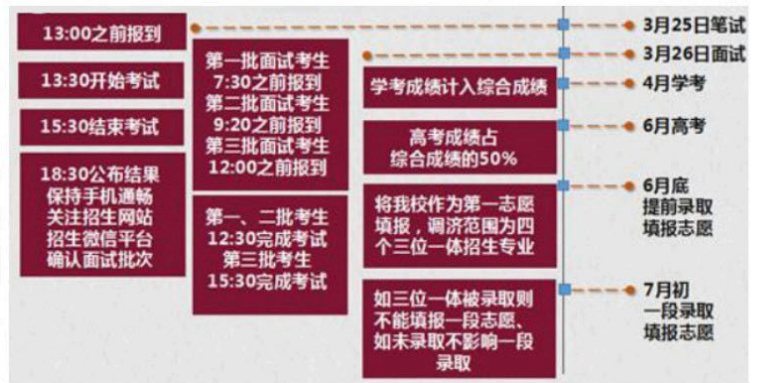 13:00之前报到
13:30开始考试
15:30结束考试
18:30公布结果
保持手机通畅
关注招生网站
招生微信平台
确认面试批次
第一批面试考生
7:30之前报到
第二批面试考生
9:20之前报到
第三批面试考生
12:00之前报到
第一、二批考生
12:30完成考试
第三批考生
15:30完成考试
学考成绩计入综合成绩
高考成绩占
综合成绩的50%
将我校作为第一志愿
填报，调济范围为四
个三位一体招生专业
如三位一体被录取则
不能填报一段志愿、
如未录取不影响一段
录取
3月25日笔试
3月26日面试
4月学考
6月高考
6月底
提前录取
填报志愿
7月初
一段录取
填报志愿